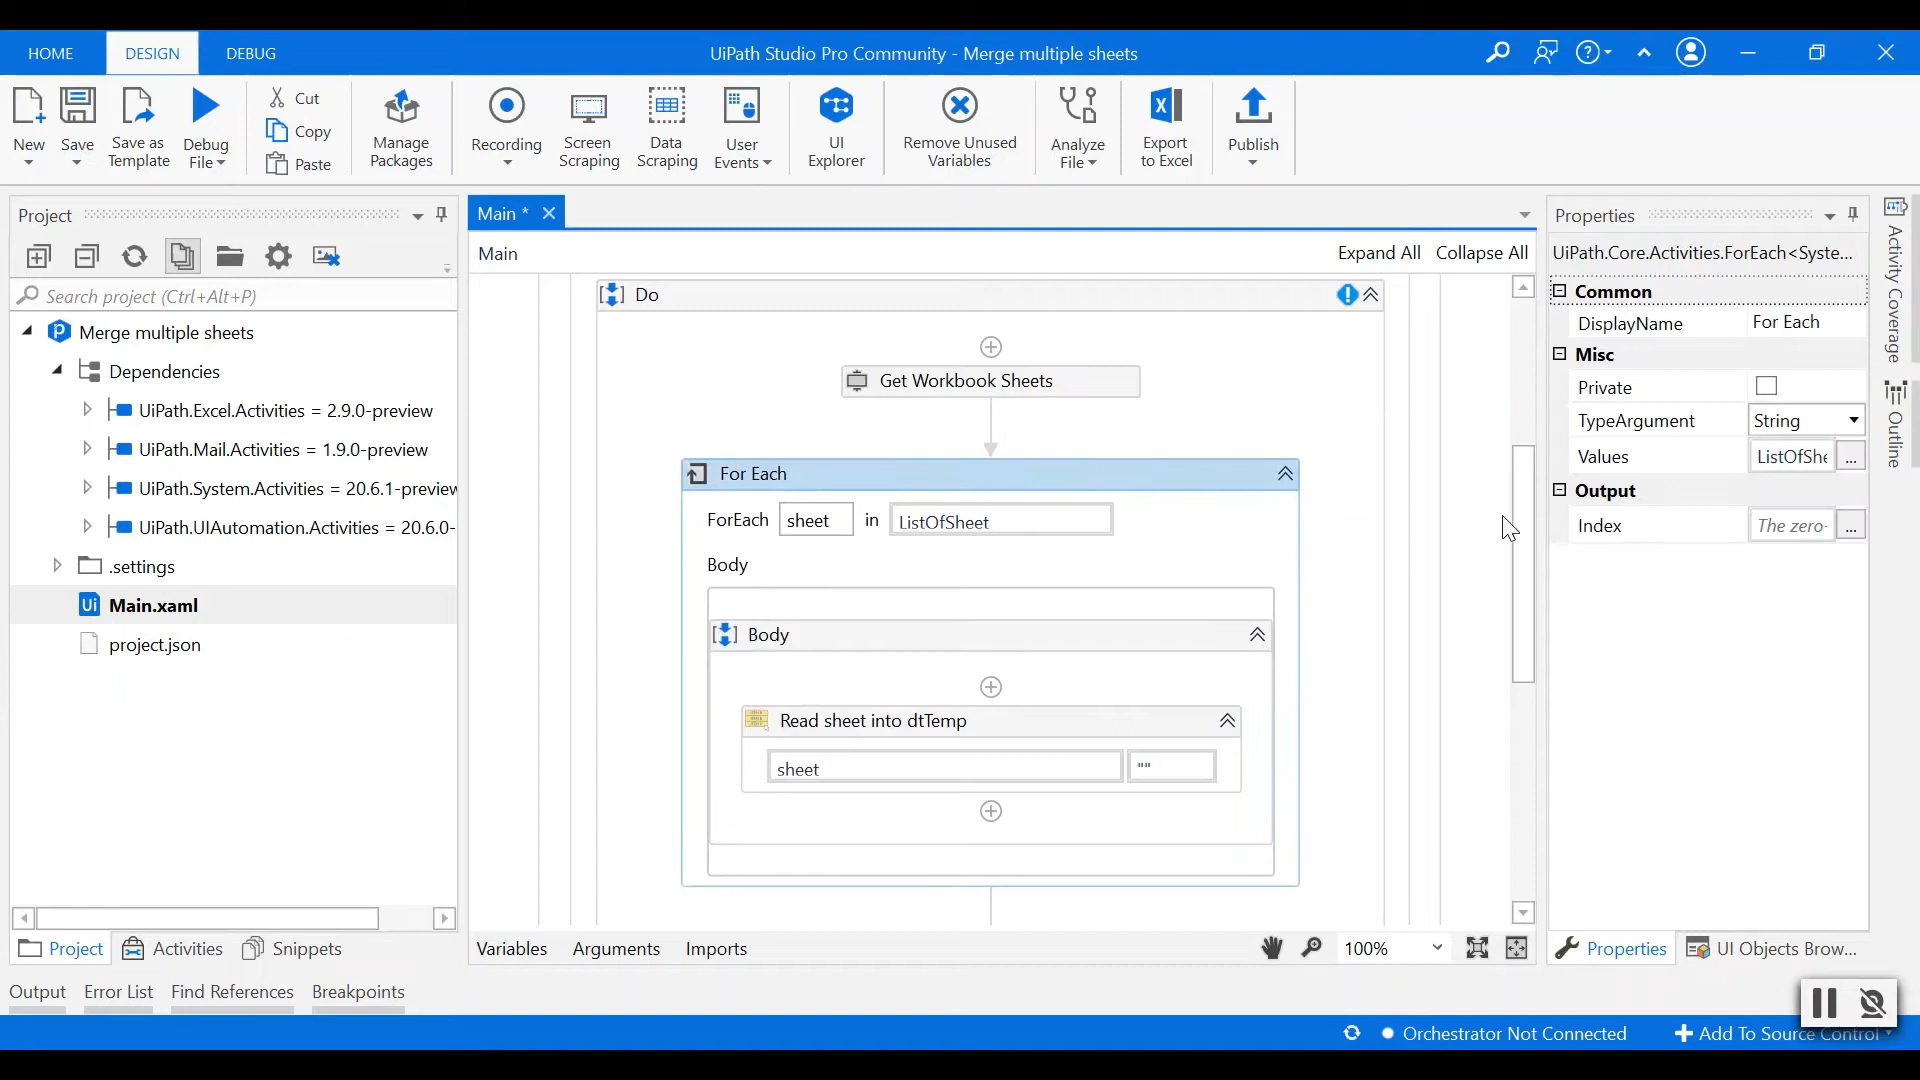 HOME
DESIGN
DEBUG
UiPath Studio Pro Community - Merge multiple sheets
New
Save
Save as
Template
Debug
File
Cut
Copy
Paste
Manage
Packages
Recording
Screen
Scraping
Data
Scraping
User
Events
UI
Explorer
Remove Unused
Variables
Analyze
File
Export
to Excel
Publish
Project
Search project (Ctrl+Alt+P)
Merge multiple sheets
Dependencies
UiPath.Excel.Activities = 2.9.0-preview
UiPath.Mail.Activities = 1.9.0-preview
UiPath.System.Activities = 20.6.1-preview
UiPath.UIAutomation.Activities = 20.6.0-
.settings
Ui Main.xaml
project.json
Project
Activities
Snippets
Main *
Main
Expand All
Collapse All
Do
Get Workbook Sheets
For Each
ForEach sheet in ListOfSheet
Body
Body
Read sheet into dtTemp
sheet ""
Variables
Arguments
Imports
100%
Properties
UiPath.Core.Activities.ForEach<Syste...
Common
DisplayName For Each
Misc
Private
TypeArgument String
Values ListOfShe ...
Output
Index The zero- ...
Properties
UI Objects Brow...
Activity Coverage
Outline
Output
Error List
Find References
Breakpoints
Orchestrator Not Connected
Add To Source Control